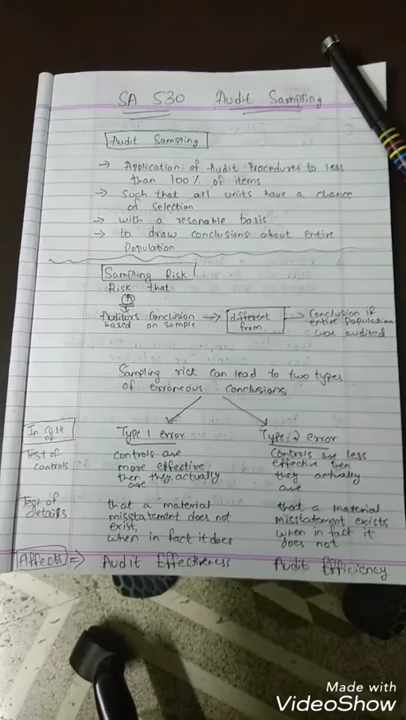 SA 530 Audit Sampling
Audit Sampling
→ Application of Audit Procedures to less
than 100% of items
→ Such that all units have a chance
of selection
→ with a resonable basis
→ to draw conclusions about entire
Population
Sampling Risk
Risk that
Auditors Conclusion → different → Conclusion if
based on sample from entire Population
was audited
Sampling risk can lead to two types
of erroneous conclusions
In case of
Type 1 error
Type: 2 error
Test of
controls
controls are
more effective
then they actually
are
Controls are less
effective then
they actually
are
Test of
details
that a material
misstatement does not
exist,
when in fact it does
that a material
Misstatement exists
when in fact it
does not
Affects ⇒ Audit Effectiveness Audit Efficiency
Made with
VideoShow